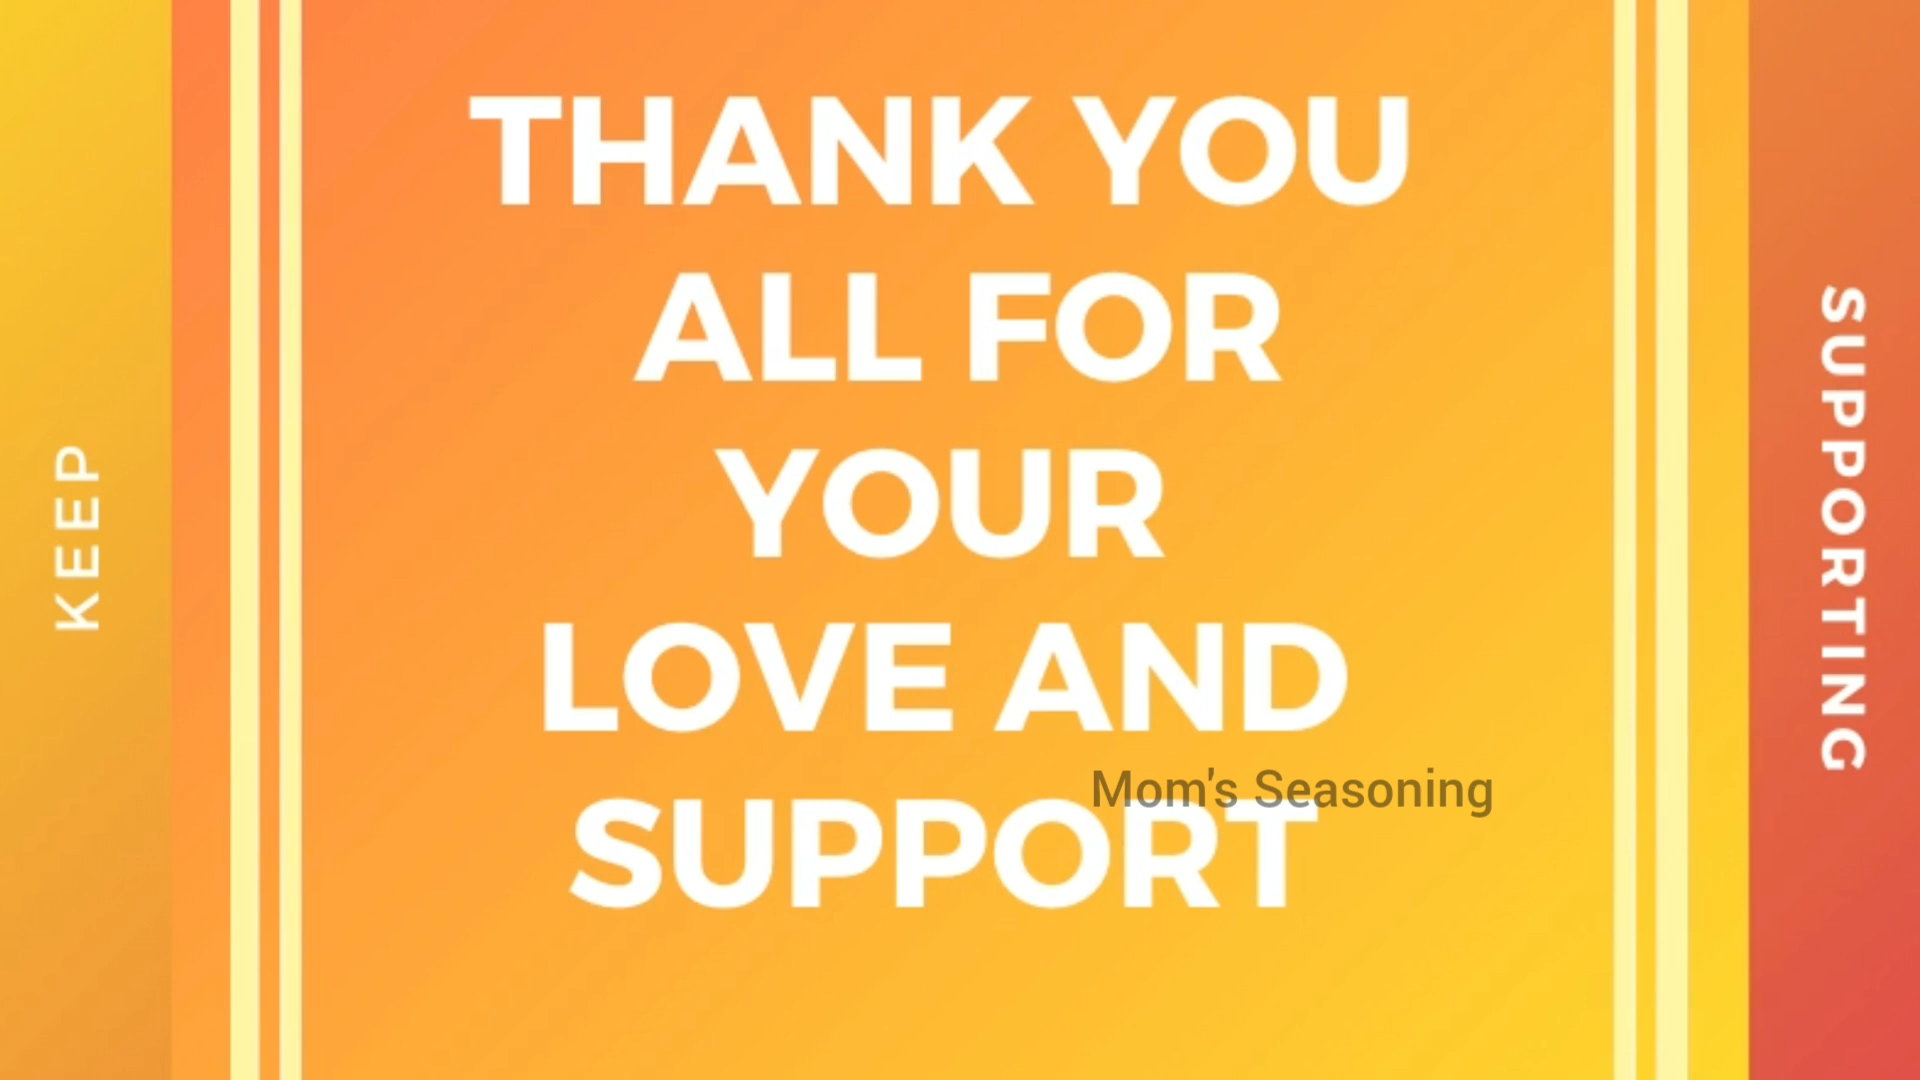 KEEP
THANK YOU
ALL FOR
YOUR
LOVE AND
SUPPORT
Mom's Seasoning
SUPPORTING